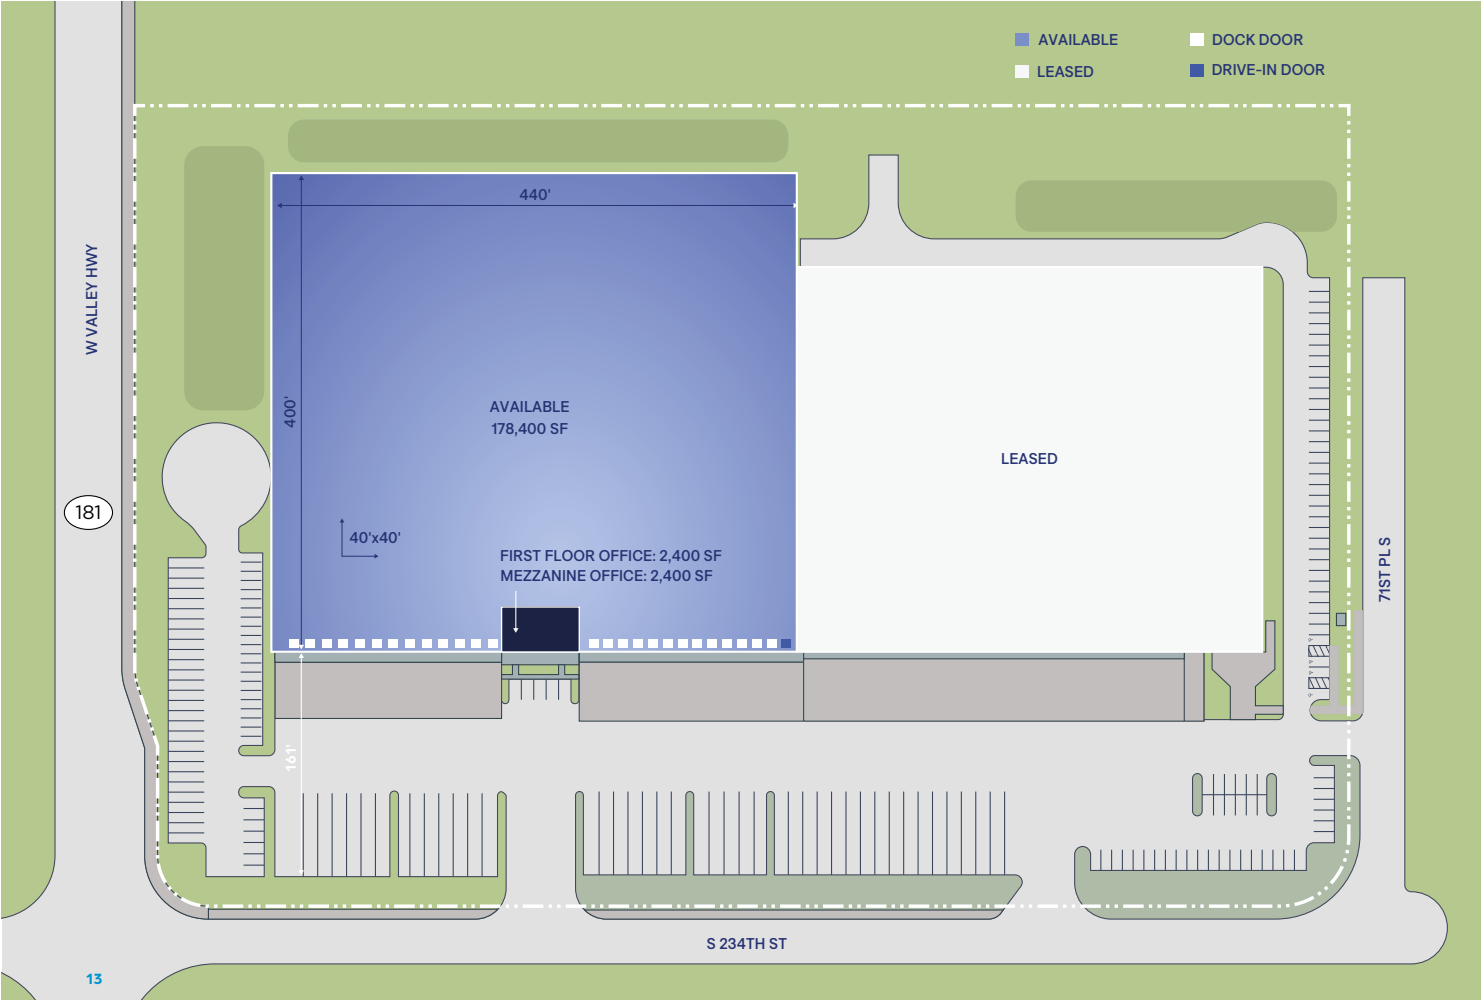 AVAILABLE
DOCK DOOR
LEASED
DRIVE-IN DOOR
440'
W VALLEY HWY
400'
AVAILABLE
178,400 SF
LEASED
181
40'x40'
FIRST FLOOR OFFICE: 2,400 SF
MEZZANINE OFFICE: 2,400 SF
71ST PL S
161'
S 234TH ST
13